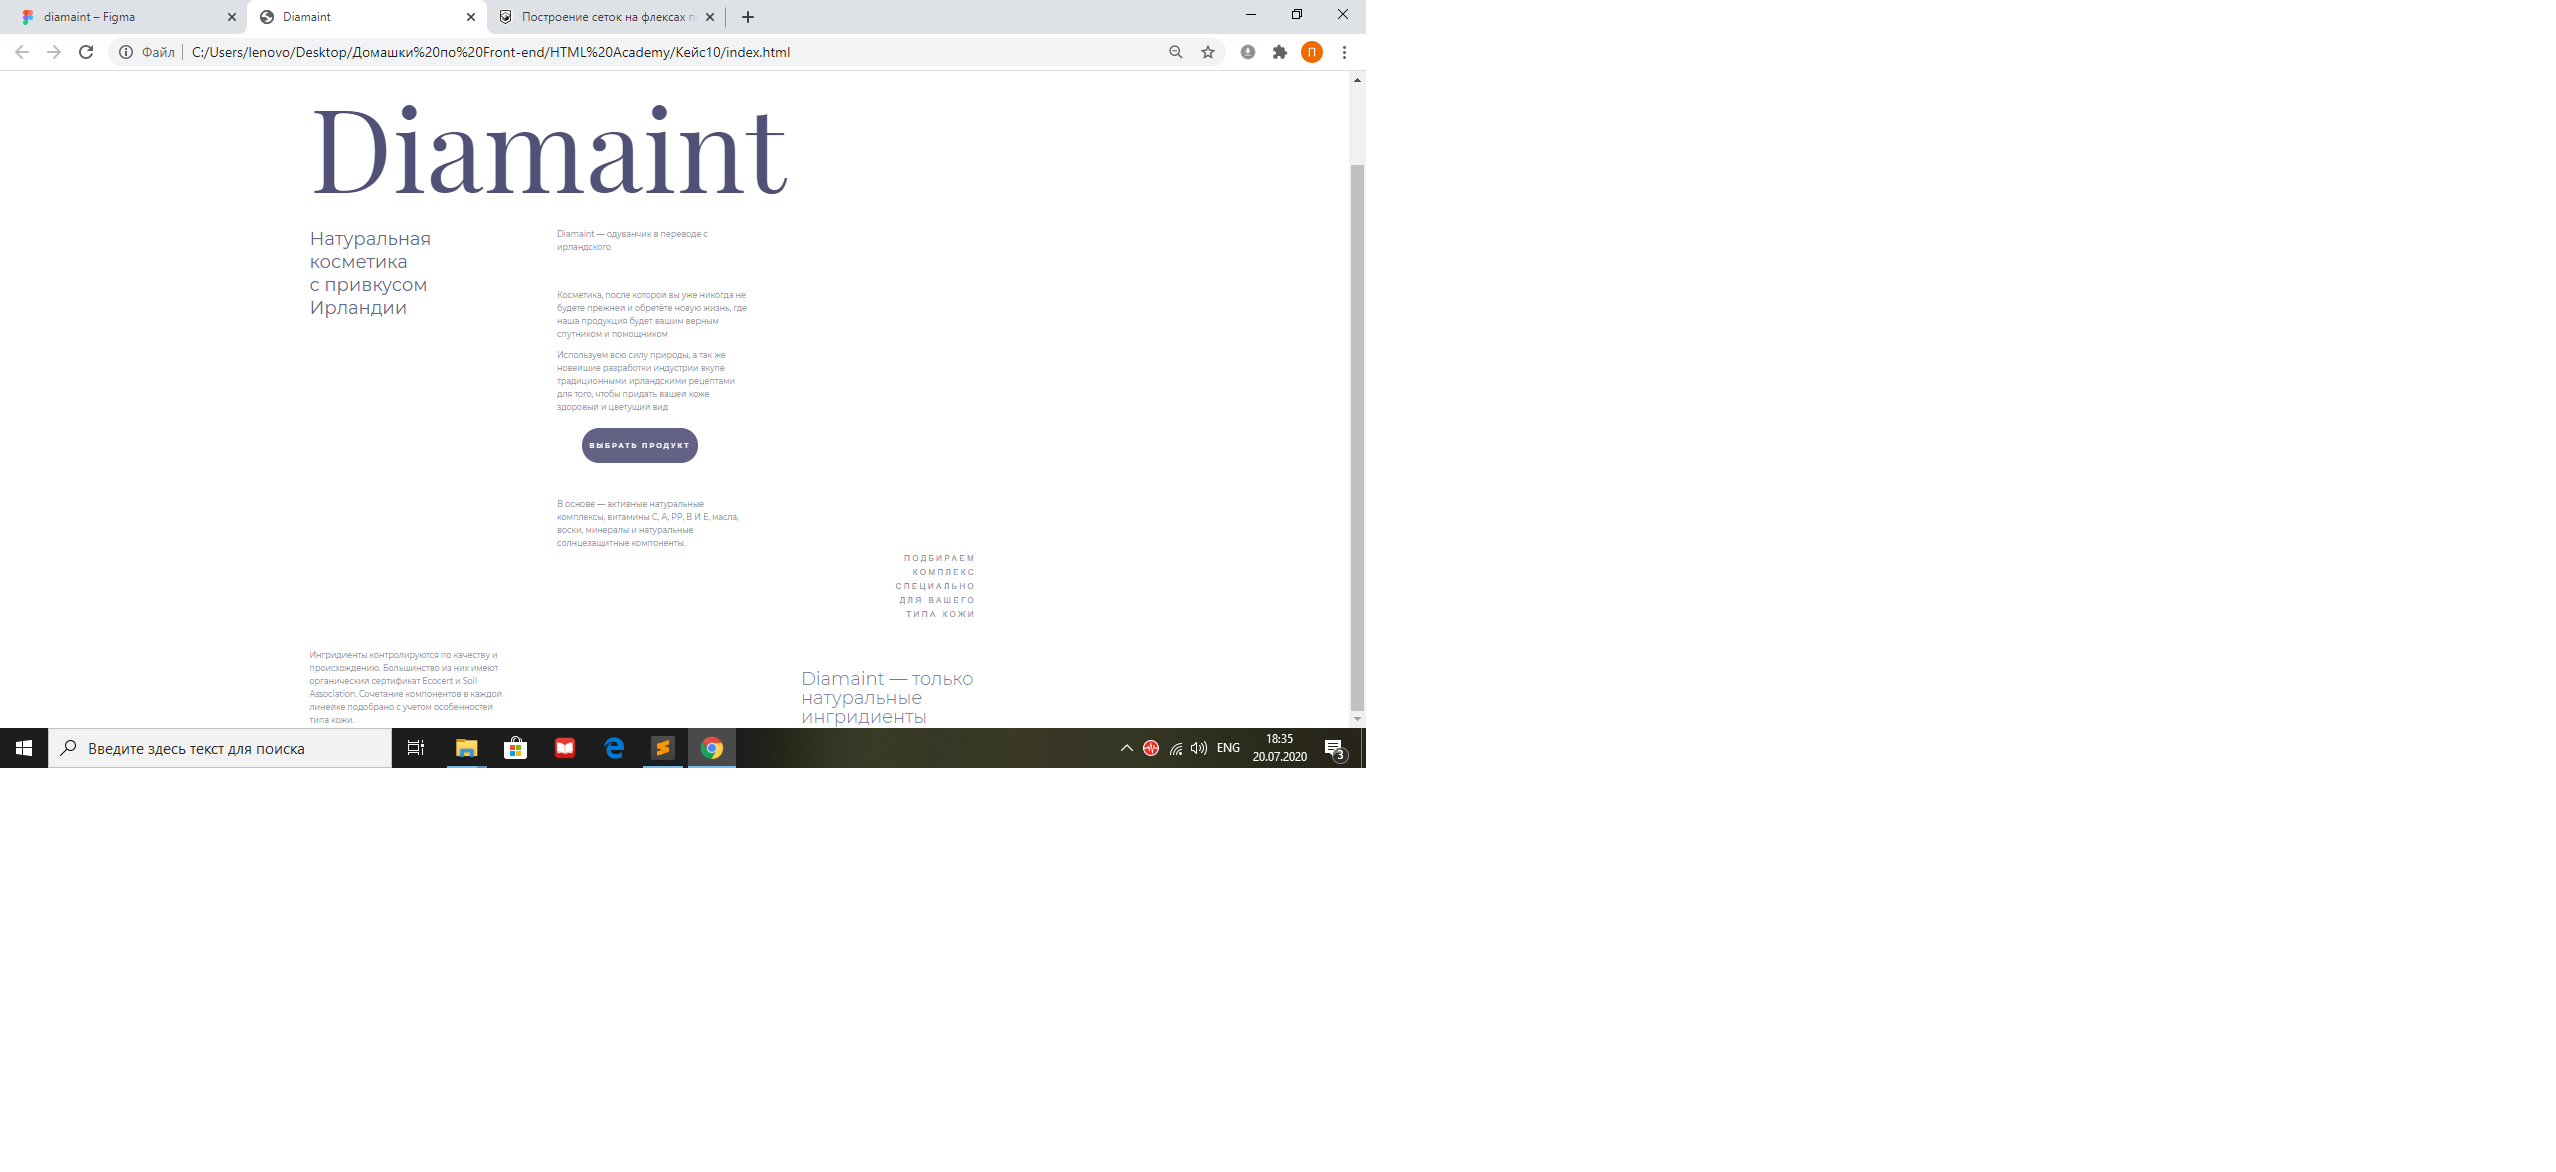 diamaint – Figma
Diamaint
Построение сеток на флексах п
Файл
C:/Users/lenovo/Desktop/Домашки%20по%20Front-end/HTML%20Academy/Кейс10/index.html
П
Diamaint
Натуральная
косметика
с привкусом
Ирландии
Diamaint — одуванчик в переводе с
ирландского
Косметика, после которой вы уже никогда не
будете прежней и обретёте новую жизнь, где
наша продукция будет вашим верным
спутником и помощником
Используем всю силу природы, а так же
новейшие разработки индустрии вкупе
традиционными ирландскими рецептами
для того, чтобы придать вашей коже
здоровый и цветущий вид
ВЫБРАТЬ ПРОДУКТ
В основе — активные натуральные
комплексы, витамины С, А, РР, В И Е, масла,
воски, минералы и натуральные
солнцезащитные компоненты.
ПОДБИРАЕМ
КОМПЛЕКС
СПЕЦИАЛЬНО
ДЛЯ ВАШЕГО
ТИПА КОЖИ
Ингридиенты контролируются по качеству и
происхождению. Большинство из них имеют
органический сертификат Ecocert и Soil
Association. Сочетание компонентов в каждой
линейке подобрано с учетом особенностей
типа кожи.
Diamaint — только
натуральные
ингридиенты
Введите здесь текст для поиска
ENG
18:35
20.07.2020
3